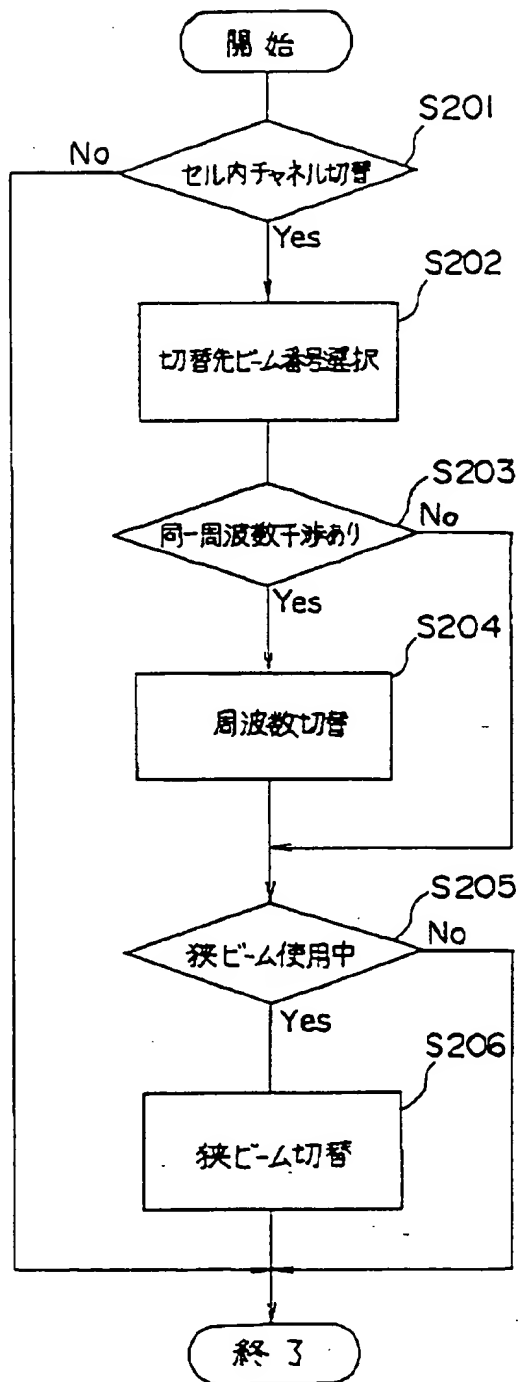 開始
S201
No
セル内チャネル切替
Yes
S202
切替先ビーム番号選択
S203
同一周波数干渉あり
No
Yes
S204
周波数切替
S205
狭ビーム使用中
No
Yes
S206
狭ビーム切替
終了